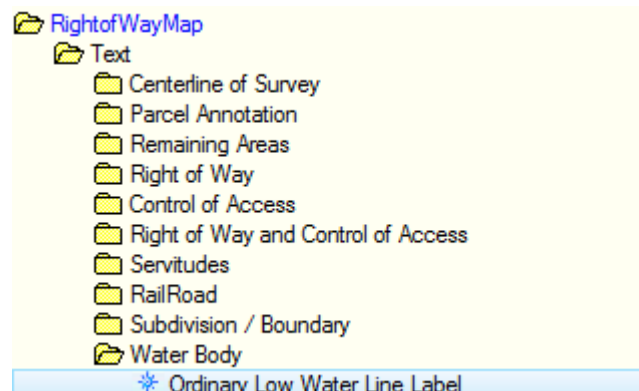 RightofWayMap
Text
Centerline of Survey
Parcel Annotation
Remaining Areas
Right of Way
Control of Access
Right of Way and Control of Access
Servitudes
RailRoad
Subdivision / Boundary
Water Body
Ordinary Low Water Line Label